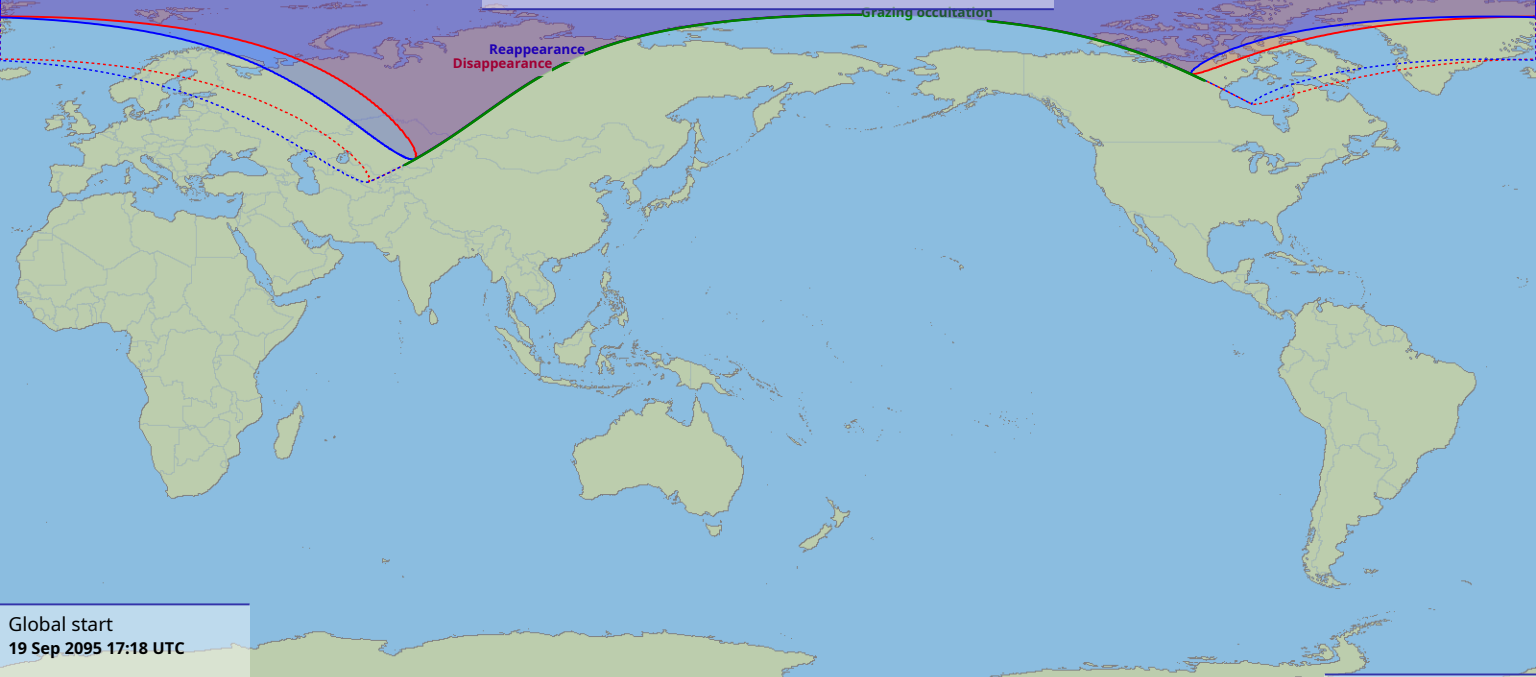 Grazing occultation
Reappearance
Disappearance
Global start
19 Sep 2095 17:18 UTC